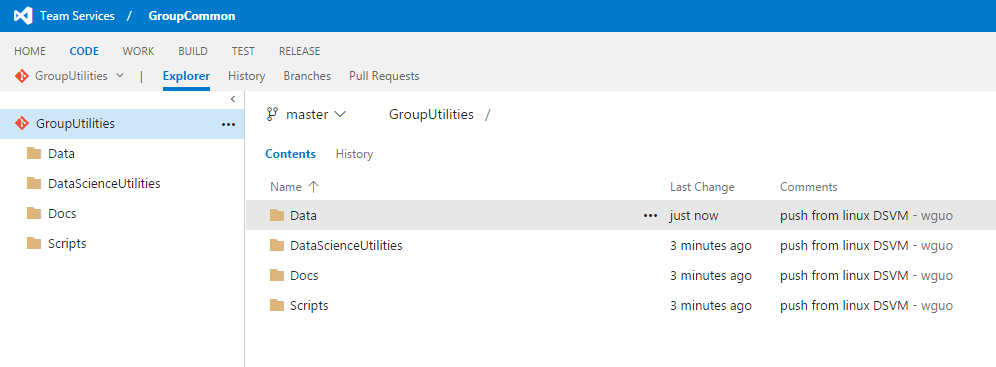 Team Services / GroupCommon
HOME CODE WORK BUILD TEST RELEASE
GroupUtilities | Explorer History Branches Pull Requests
GroupUtilities ...
Data
DataScienceUtilities
Docs
Scripts
master GroupUtilities /
Contents History
Name Last Change Comments
Data ... just now push from linux DSVM - wguo
DataScienceUtilities 3 minutes ago push from linux DSVM - wguo
Docs 3 minutes ago push from linux DSVM - wguo
Scripts 3 minutes ago push from linux DSVM - wguo